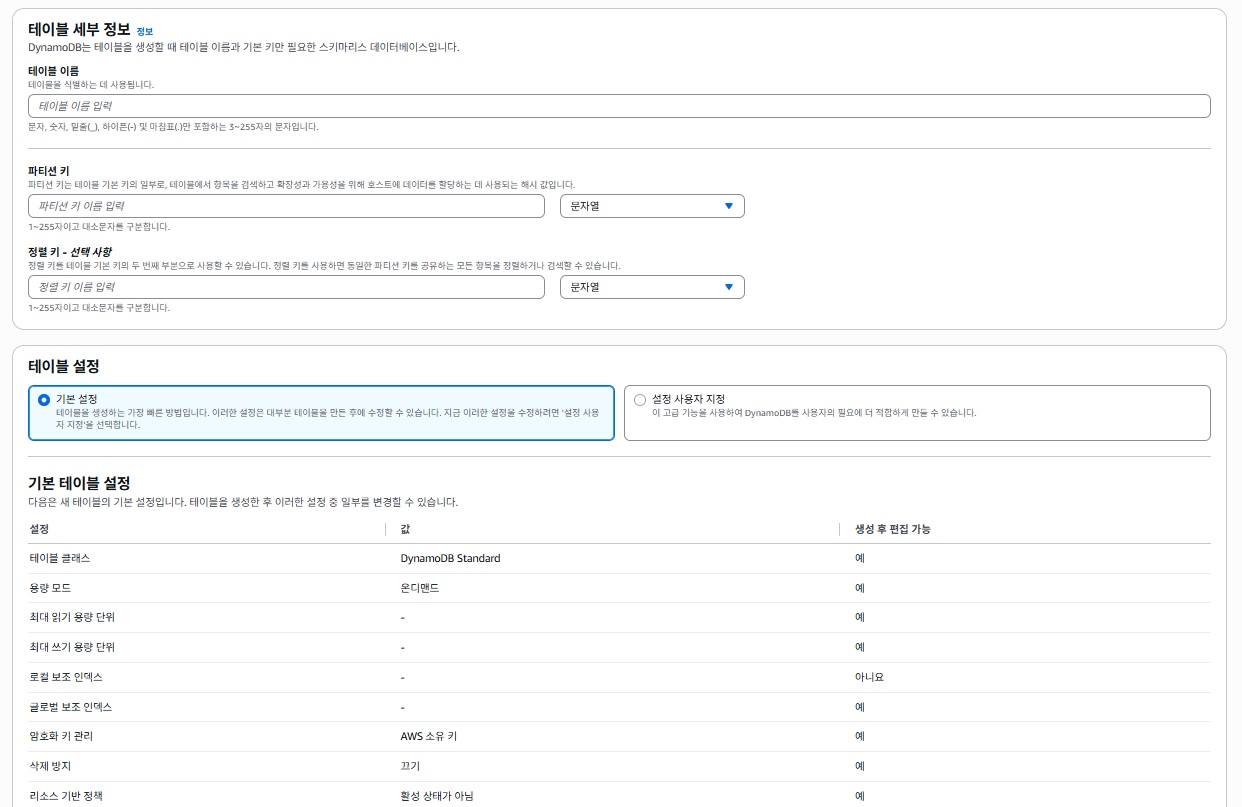 테이블 세부 정보 정보
DynamoDB는 테이블을 생성할 때 테이블 이름과 기본 키만 필요한 스키마리스 데이터베이스입니다.
테이블 이름
테이블을 식별하는 데 사용됩니다.
테이블 이름 입력
문자, 숫자, 밑줄(_), 하이픈(-) 및 마침표(.)만 포함하는 3~255자의 문자입니다.
파티션 키
파티션 키는 테이블 기본 키의 일부로, 테이블에서 항목을 검색하고 확장성과 가용성을 위해 호스트에 데이터를 할당하는 데 사용되는 해시 값입니다.
파티션 키 이름 입력 문자열
1~255자이고 대소문자를 구분합니다.
정렬 키 - 선택 사항
정렬 키를 테이블 기본 키의 두 번째 부분으로 사용할 수 있습니다. 정렬 키를 사용하면 동일한 파티션 키를 공유하는 모든 항목을 정렬하거나 검색할 수 있습니다.
정렬 키 이름 입력 문자열
1~255자이고 대소문자를 구분합니다.
테이블 설정
기본 설정
테이블을 생성하는 가장 빠른 방법입니다. 이러한 설정은 대부분 테이블을 만든 후에 수정할 수 있습니다. 지금 이러한 설정을 수정하려면 '설정 사용
자 지정'을 선택합니다.
설정 사용자 지정
이 고급 기능을 사용하여 DynamoDB를 사용자의 필요에 더 적합하게 만들 수 있습니다.
기본 테이블 설정
다음은 새 테이블의 기본 설정입니다. 테이블을 생성한 후 이러한 설정 중 일부를 변경할 수 있습니다.
설정 값 생성 후 편집 가능
테이블 클래스 DynamoDB Standard 예
용량 모드 온디맨드 예
최대 읽기 용량 단위 - 예
최대 쓰기 용량 단위 - 예
로컬 보조 인덱스 - 아니요
글로벌 보조 인덱스 - 예
암호화 키 관리 AWS 소유 키 예
삭제 방지 끄기 예
리소스 기반 정책 활성 상태가 아님 예